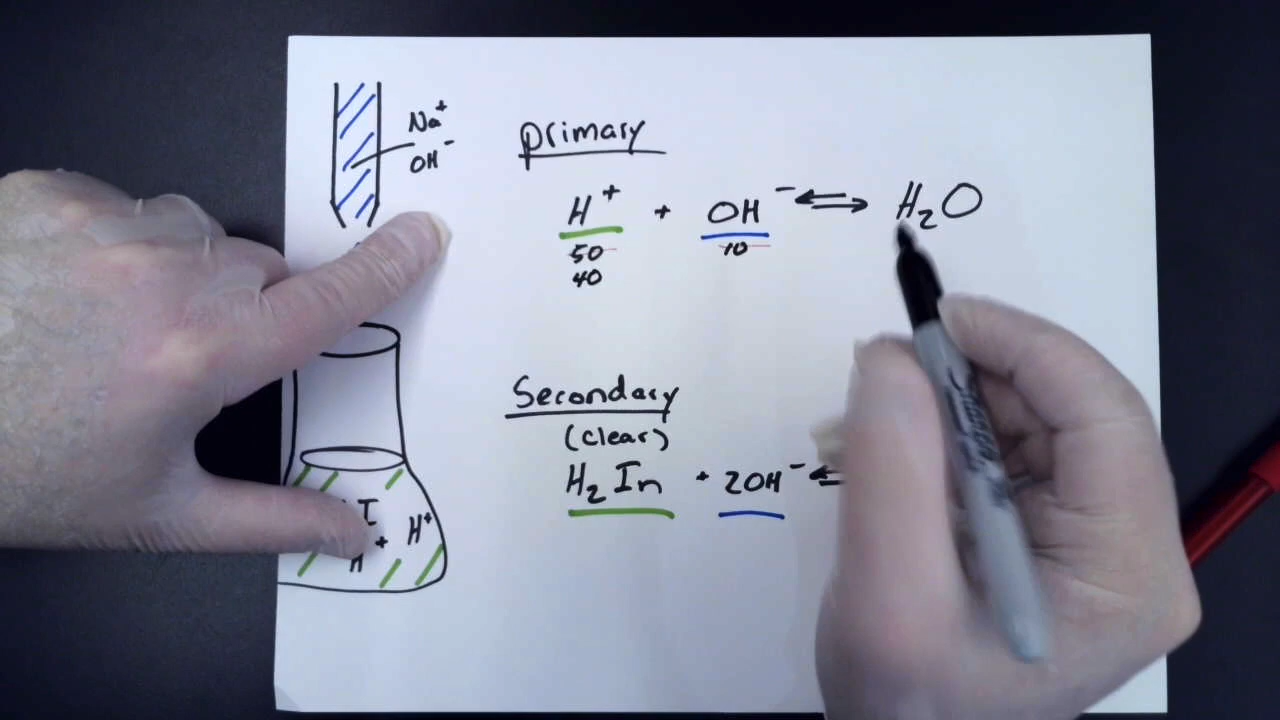 Na+
OH-
primary
H+ + OH- ⇌ H2O
50 10
40
Secondary
(clear)
H2In + 2OH-
H+